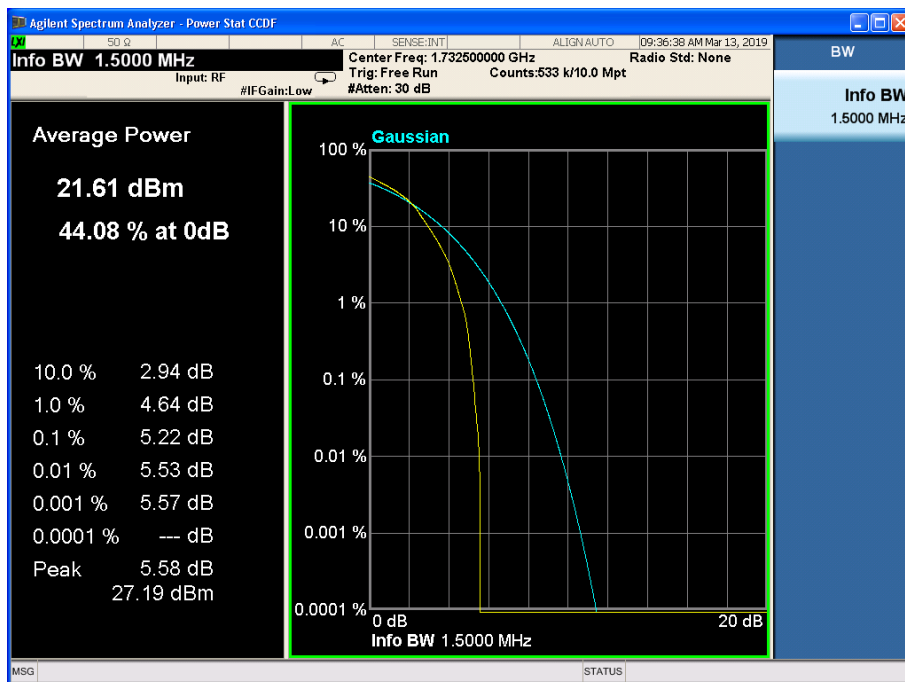 Agilent Spectrum Analyzer - Power Stat CCDF
LXI 50 Ω AC SENSE:INT ALIGN AUTO 09:36:38 AM Mar 13, 2019
Info BW 1.5000 MHz
Center Freq: 1.732500000 GHz Radio Std: None
Input: RF Trig: Free Run Counts:533 k/10.0 Mpt
#IFGain:Low #Atten: 30 dB
BW
Info BW
1.5000 MHz
Average Power
21.61 dBm
44.08 % at 0dB
10.0 % 2.94 dB
1.0 % 4.64 dB
0.1 % 5.22 dB
0.01 % 5.53 dB
0.001 % 5.57 dB
0.0001 % --- dB
Peak 5.58 dB
27.19 dBm
Gaussian
100 %
10 %
1 %
0.1 %
0.01 %
0.001 %
0.0001 %
0 dB 20 dB
Info BW 1.5000 MHz
MSG STATUS